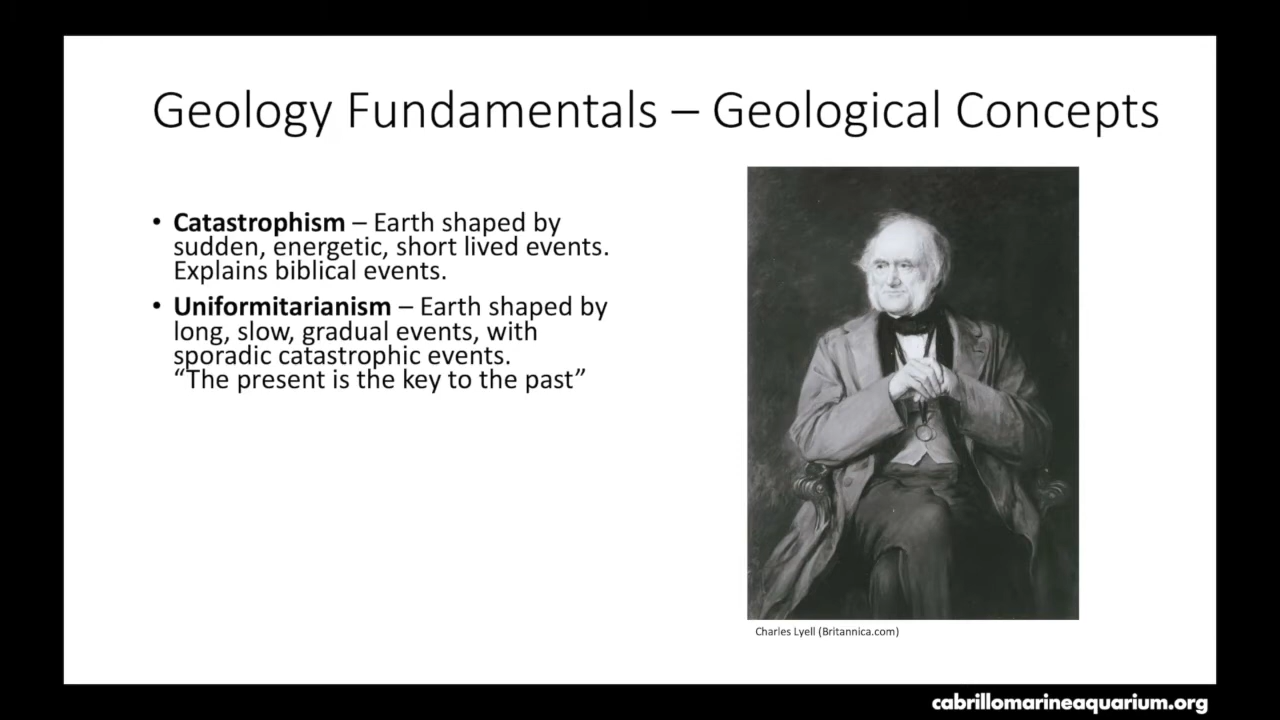 Geology Fundamentals – Geological Concepts
• Catastrophism – Earth shaped by
sudden, energetic, short lived events.
Explains biblical events.
• Uniformitarianism – Earth shaped by
long, slow, gradual events, with
sporadic catastrophic events.
“The present is the key to the past”
Charles Lyell (Britannica.com)
cabrillomarineaquarium.org